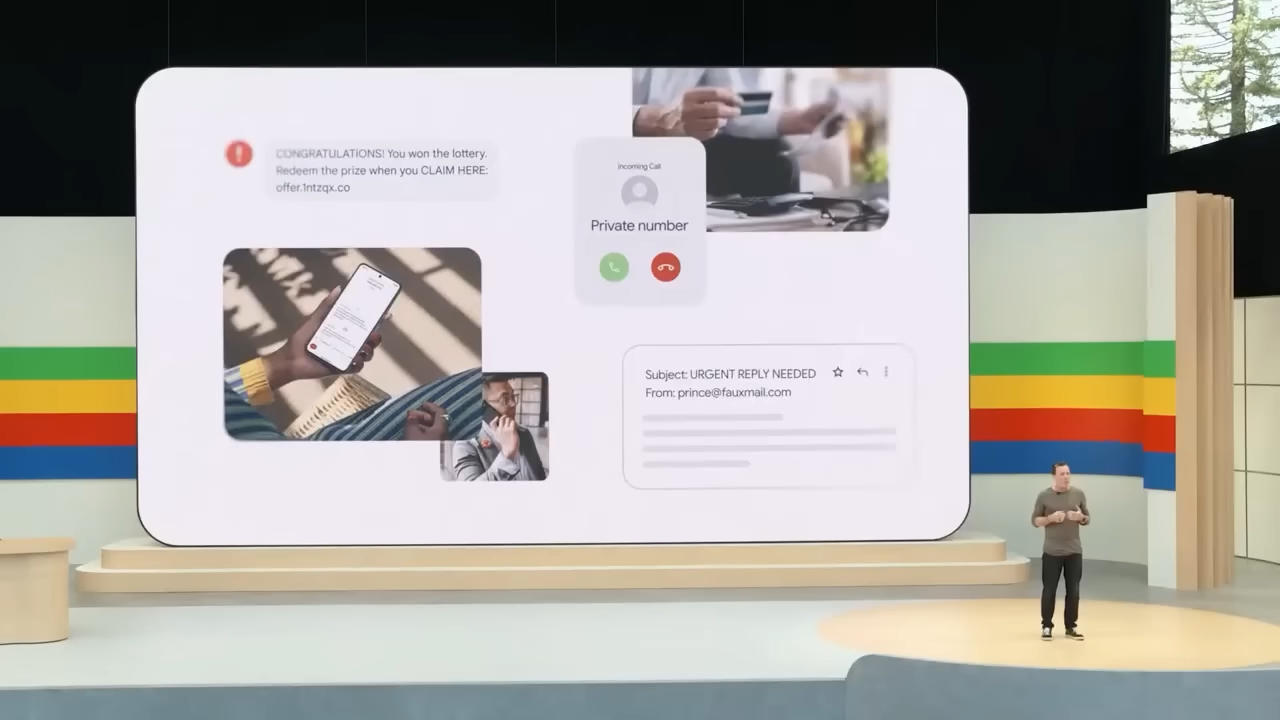 CONGRATULATIONS! You won the lottery.
Redeem the prize when you CLAIM HERE:
offer.1ntzqx.co
Incoming Call
Private number
Subject: URGENT REPLY NEEDED
From: prince@fauxmail.com